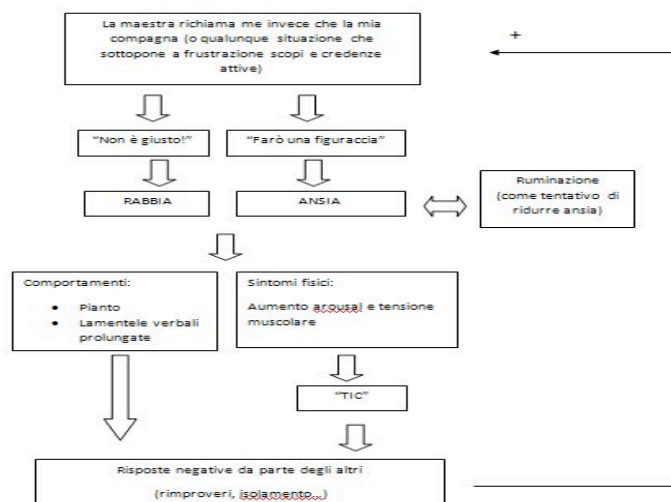 La maestra richiama me invece che la mia
compagna (o qualunque situazione che
sottopone a frustrazione scopi e credenze
attive)
+
“Non è giusto!”
“Farò una figuraccia”
RABBIA
ANSIA
Ruminazione
(come tentativo di
ridurre ansia)
Comportamenti:
• Pianto
• Lamentele verbali
prolungate
Sintomi fisici:
Aumento arousal e tensione
muscolare
“TIC”
Risposte negative da parte degli altri
(rimproveri, isolamento...)